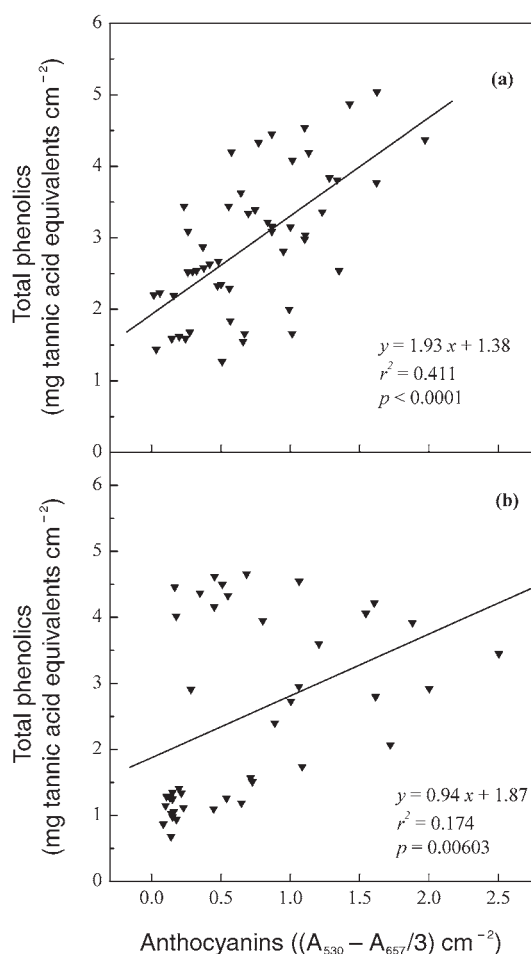 6
5
4
3
2
1
0
Total phenolics
(mg tannic acid equivalents cm⁻²)
(a)
y = 1.93 x + 1.38
r² = 0.411
p < 0.0001
6
5
4
3
2
1
0
Total phenolics
(mg tannic acid equivalents cm⁻²)
(b)
y = 0.94 x + 1.87
r² = 0.174
p = 0.00603
0.0 0.5 1.0 1.5 2.0 2.5
Anthocyanins ((A₅₃₀ – A₆₅₇/3) cm⁻²)